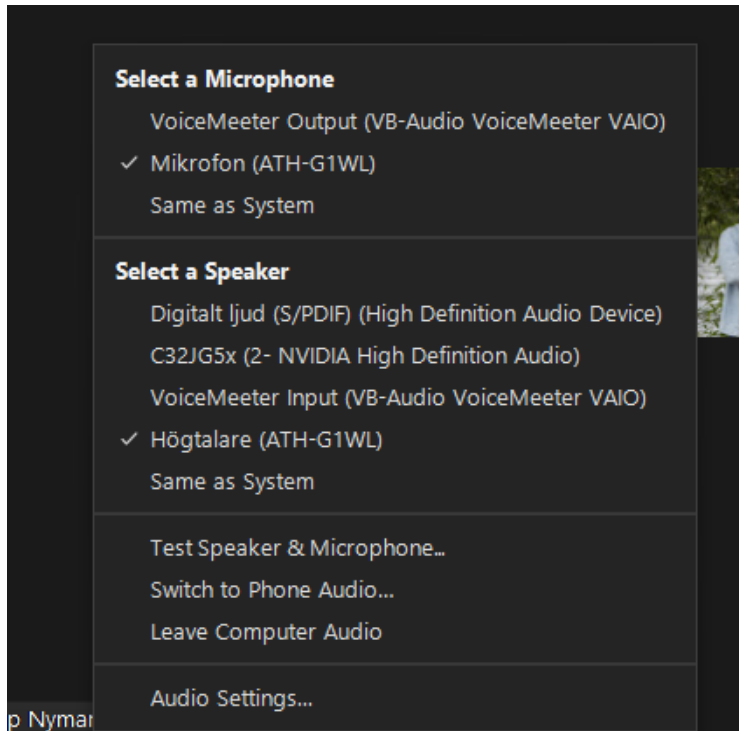 Select a Microphone
VoiceMeeter Output (VB-Audio VoiceMeeter VAIO)
Mikrofon (ATH-G1WL)
Same as System
Select a Speaker
Digitalt ljud (S/PDIF) (High Definition Audio Device)
C32JG5x (2- NVIDIA High Definition Audio)
VoiceMeeter Input (VB-Audio VoiceMeeter VAIO)
Högtalare (ATH-G1WL)
Same as System
Test Speaker & Microphone...
Switch to Phone Audio...
Leave Computer Audio
Audio Settings...
p Nyman